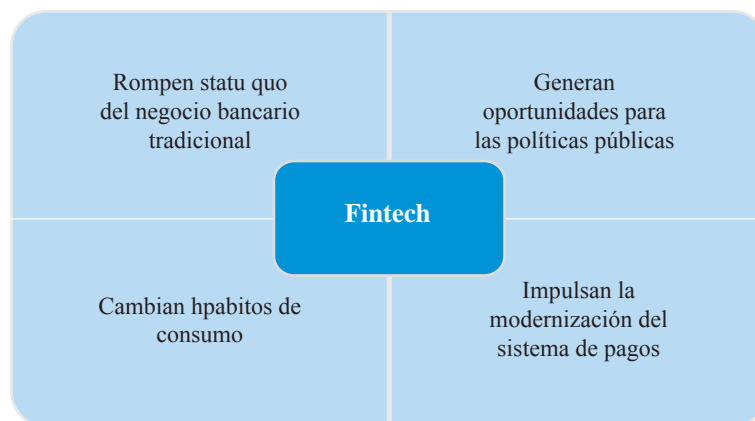 Rompen statu quo
del negocio bancario
tradicional
Generan
oportunidades para
las políticas públicas
Fintech
Cambian hpabitos de
consumo
Impulsan la
modernización del
sistema de pagos